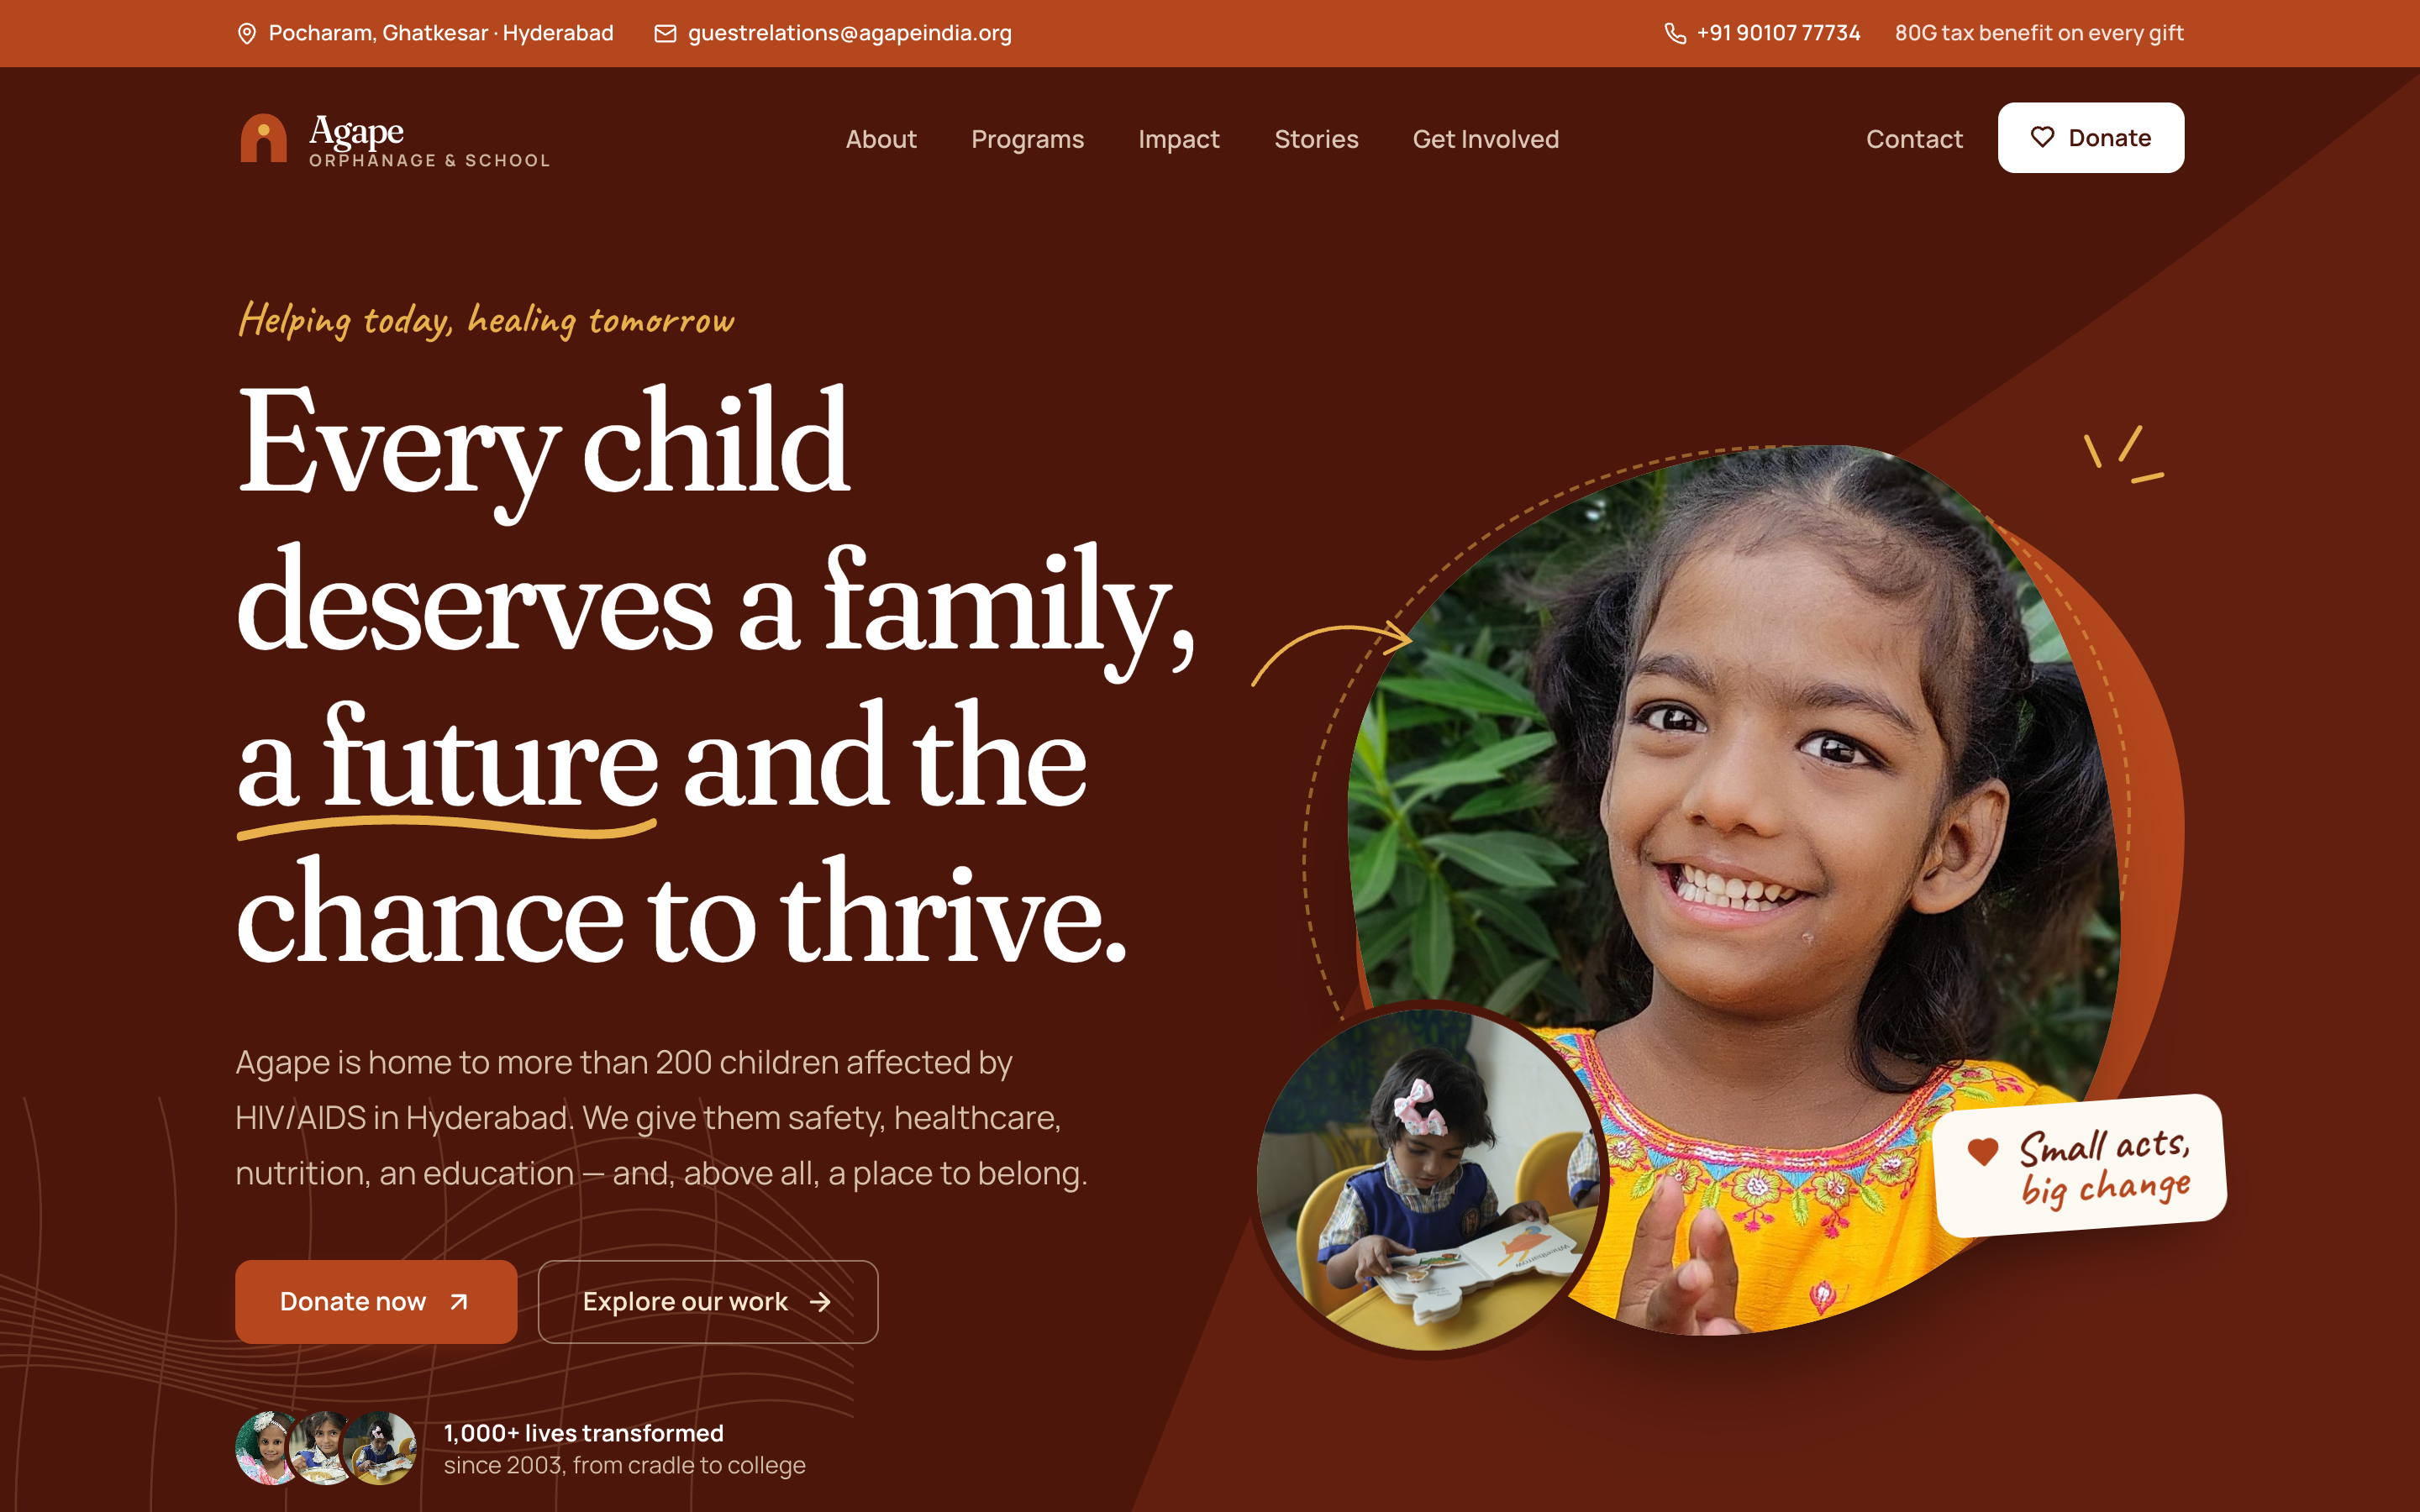 Pocharam, Ghatkesar · Hyderabad
guestrelations@agapeindia.org
+91 90107 77734
80G tax benefit on every gift
Agape
ORPHANAGE & SCHOOL
About
Programs
Impact
Stories
Get Involved
Contact
Donate
Helping today, healing tomorrow
Every child
deserves a family,
a future and the
chance to thrive.
Agape is home to more than 200 children affected by
HIV/AIDS in Hyderabad. We give them safety, healthcare,
nutrition, an education — and, above all, a place to belong.
Small acts,
big change
Donate now
Explore our work
1,000+ lives transformed
since 2003, from cradle to college